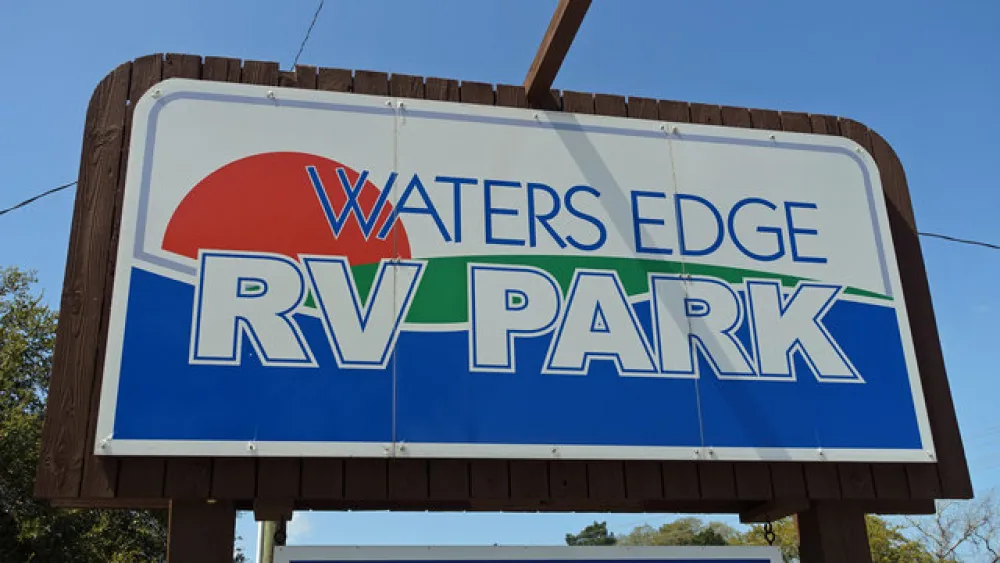 WATERS EDGE
RV PARK